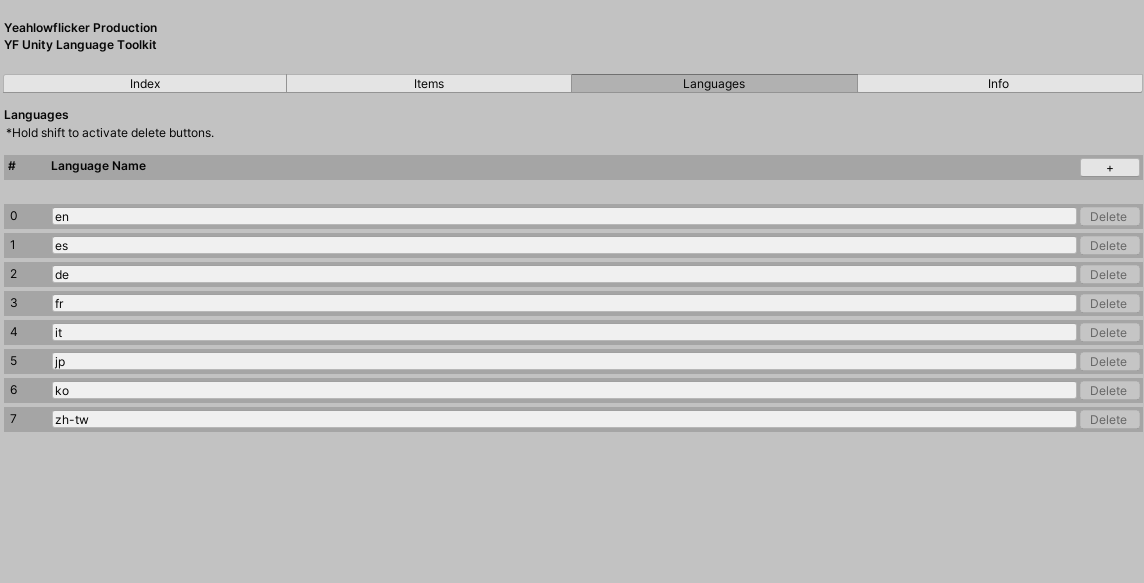 Yeahlowflicker Production
YF Unity Language Toolkit
Index Items Languages Info
Languages
*Hold shift to activate delete buttons.
# Language Name +
0 en Delete
1 es Delete
2 de Delete
3 fr Delete
4 it Delete
5 jp Delete
6 ko Delete
7 zh-tw Delete